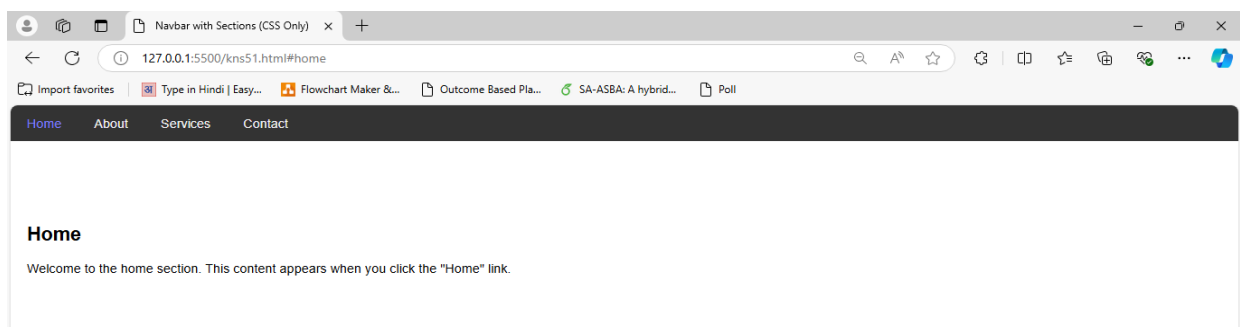 Navbar with Sections (CSS Only)
127.0.0.1:5500/kns51.html#home
Import favorites अ Type in Hindi | Easy... Flowchart Maker &... Outcome Based Pla... SA-ASBA: A hybrid... Poll
Home About Services Contact
Home
Welcome to the home section. This content appears when you click the "Home" link.